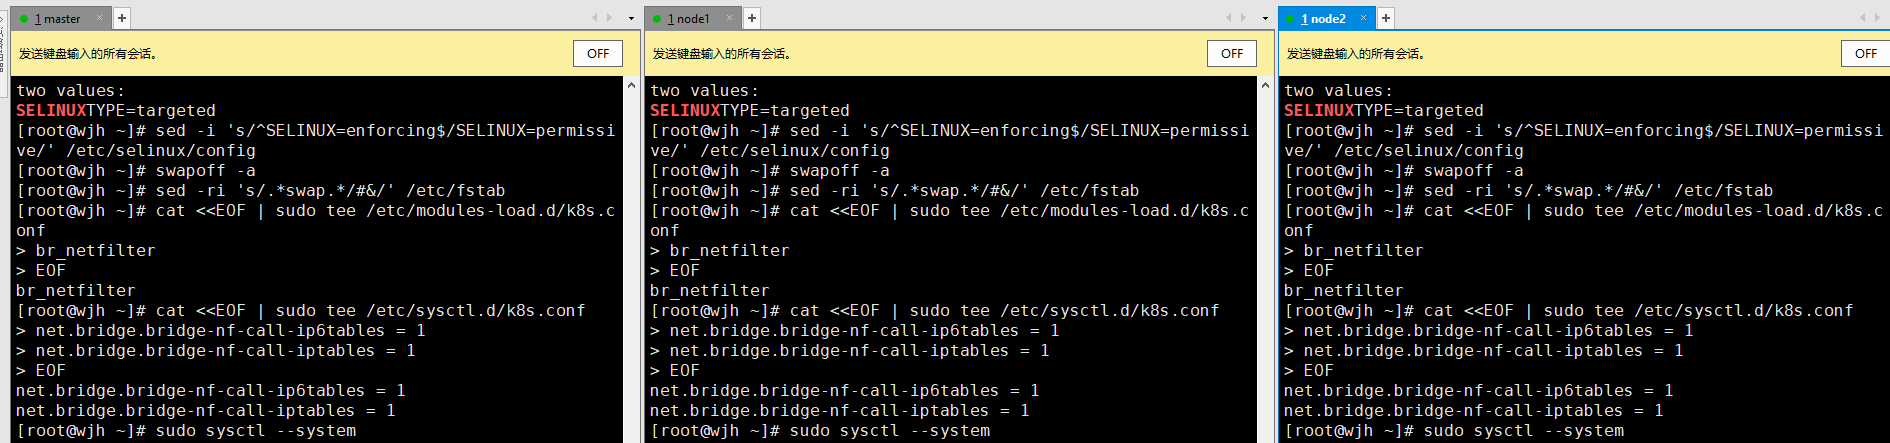 1 master
发送键盘输入的所有会话。
OFF
two values:
SELINUXTYPE=targeted
[root@wjh ~]# sed -i 's/^SELINUX=enforcing$/SELINUX=permissi
ve/' /etc/selinux/config
[root@wjh ~]# swapoff -a
[root@wjh ~]# sed -ri 's/.*swap.*/#&/' /etc/fstab
[root@wjh ~]# cat <<EOF | sudo tee /etc/modules-load.d/k8s.c
onf
> br_netfilter
> EOF
br_netfilter
[root@wjh ~]# cat <<EOF | sudo tee /etc/sysctl.d/k8s.conf
> net.bridge.bridge-nf-call-ip6tables = 1
> net.bridge.bridge-nf-call-iptables = 1
> EOF
net.bridge.bridge-nf-call-ip6tables = 1
net.bridge.bridge-nf-call-iptables = 1
[root@wjh ~]# sudo sysctl --system
1 node1
发送键盘输入的所有会话。
OFF
two values:
SELINUXTYPE=targeted
[root@wjh ~]# sed -i 's/^SELINUX=enforcing$/SELINUX=permissi
ve/' /etc/selinux/config
[root@wjh ~]# swapoff -a
[root@wjh ~]# sed -ri 's/.*swap.*/#&/' /etc/fstab
[root@wjh ~]# cat <<EOF | sudo tee /etc/modules-load.d/k8s.c
onf
> br_netfilter
> EOF
br_netfilter
[root@wjh ~]# cat <<EOF | sudo tee /etc/sysctl.d/k8s.conf
> net.bridge.bridge-nf-call-ip6tables = 1
> net.bridge.bridge-nf-call-iptables = 1
> EOF
net.bridge.bridge-nf-call-ip6tables = 1
net.bridge.bridge-nf-call-iptables = 1
[root@wjh ~]# sudo sysctl --system
1 node2
发送键盘输入的所有会话。
OFF
two values:
SELINUXTYPE=targeted
[root@wjh ~]# sed -i 's/^SELINUX=enforcing$/SELINUX=permissi
ve/' /etc/selinux/config
[root@wjh ~]# swapoff -a
[root@wjh ~]# sed -ri 's/.*swap.*/#&/' /etc/fstab
[root@wjh ~]# cat <<EOF | sudo tee /etc/modules-load.d/k8s.c
onf
> br_netfilter
> EOF
br_netfilter
[root@wjh ~]# cat <<EOF | sudo tee /etc/sysctl.d/k8s.conf
> net.bridge.bridge-nf-call-ip6tables = 1
> net.bridge.bridge-nf-call-iptables = 1
> EOF
net.bridge.bridge-nf-call-ip6tables = 1
net.bridge.bridge-nf-call-iptables = 1
[root@wjh ~]# sudo sysctl --system